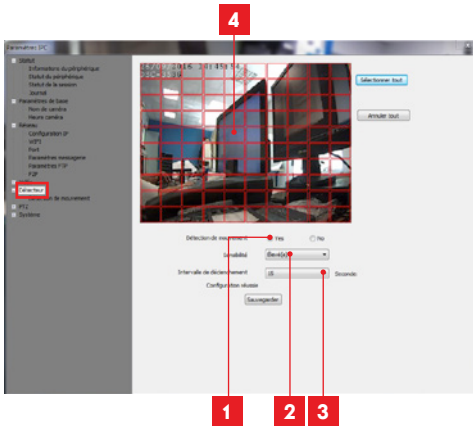 4
Paramètres IPC
Statut
Informations du périphérique
Statut du périphérique
Statut de la session
Journal
Paramètres de base
Nom de caméra
Heure caméra
Réseau
Configuration IP
WIFI
Port
Paramètres messagerie
Paramètres FTP
P2P
Détecteur
de mouvement
PTZ
Système
Sélectionner tout
Annuler tout
Détection de mouvement
Yes
No
Sensibilité
Élevé(e)
Intervalle de déclenchement
15
Seconde
Configuration réussie
Sauvegarder
1
2
3